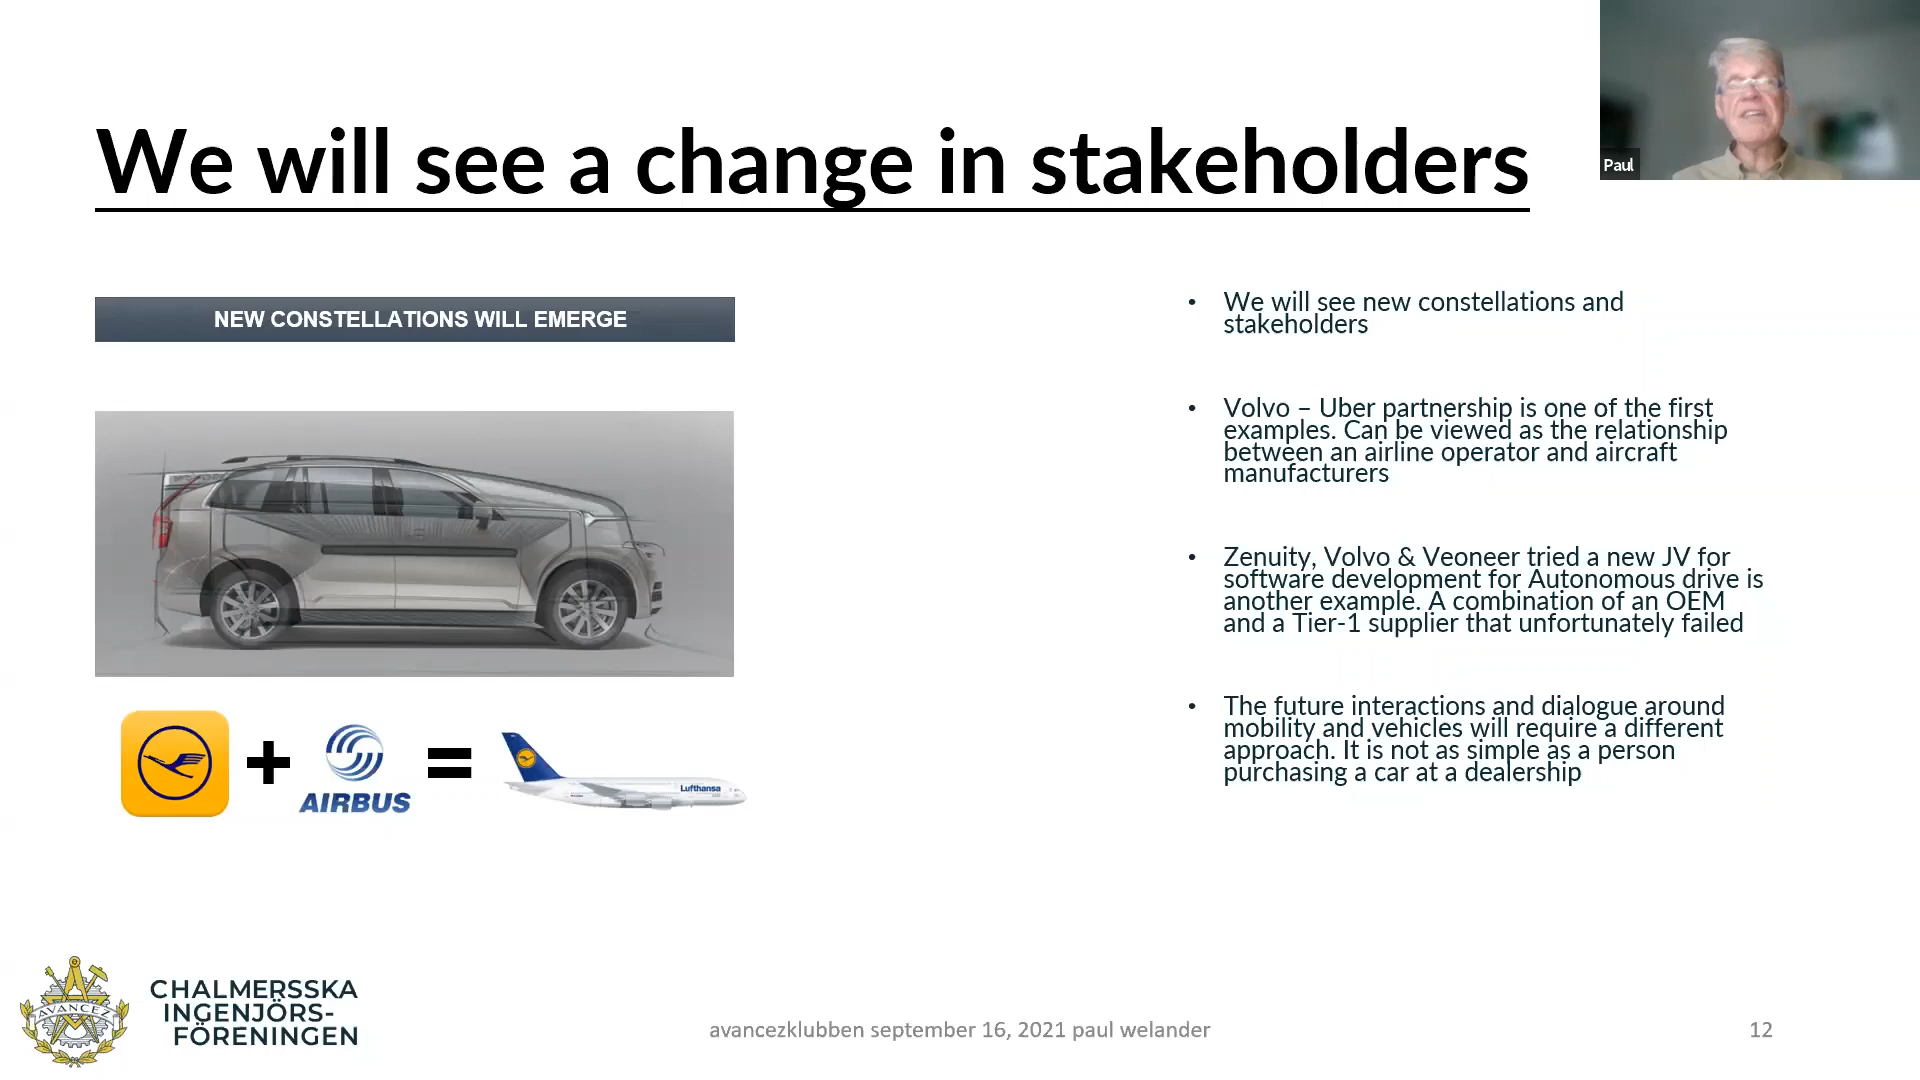 We will see a change in stakeholders
Paul
NEW CONSTELLATIONS WILL EMERGE
AIRBUS
Lufthansa
• We will see new constellations and
stakeholders
• Volvo – Uber partnership is one of the first
examples. Can be viewed as the relationship
between an airline operator and aircraft
manufacturers
• Zenuity, Volvo & Veoneer tried a new JV for
software development for Autonomous drive is
another example. A combination of an OEM
and a Tier-1 supplier that unfortunately failed
• The future interactions and dialogue around
mobility and vehicles will require a different
approach. It is not as simple as a person
purchasing a car at a dealership
AVANCEZ
CHALMERSSKA
INGENJÖRS-
FÖRENINGEN
avancezklubben september 16, 2021 paul welander
12